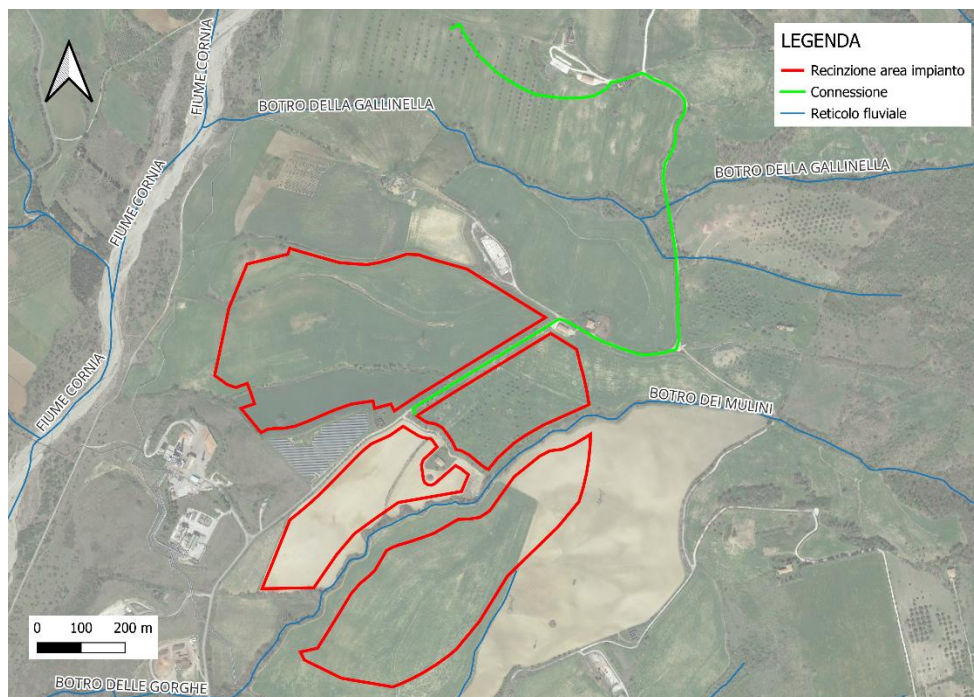 LEGENDA
Recinzione area impianto
Connessione
Reticolo fluviale
FIUME CORNIA
BOTRO DELLA GALLINELLA
BOTRO DELLA GALLINELLA
FIUME CORNIA
FIUME CORNIA
BOTRO DEI MULINI
0 100 200 m
BOTRO DELLE GORGHE